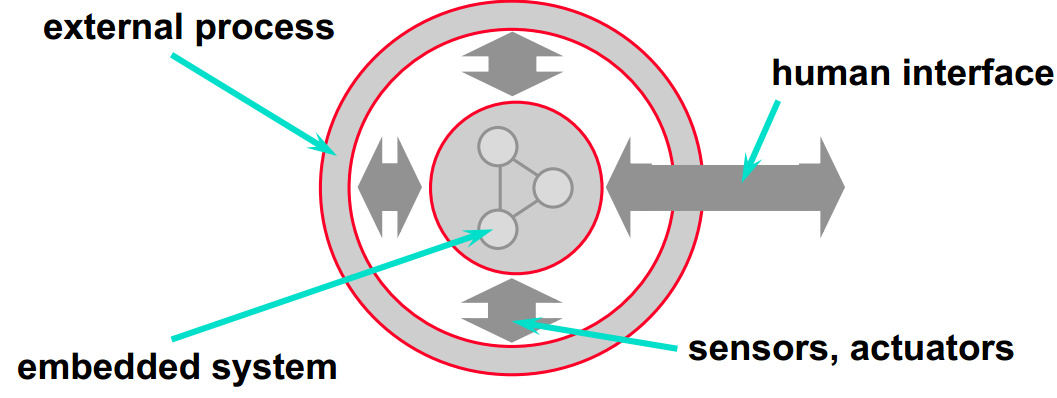 external process
human interface
sensors, actuators
embedded system